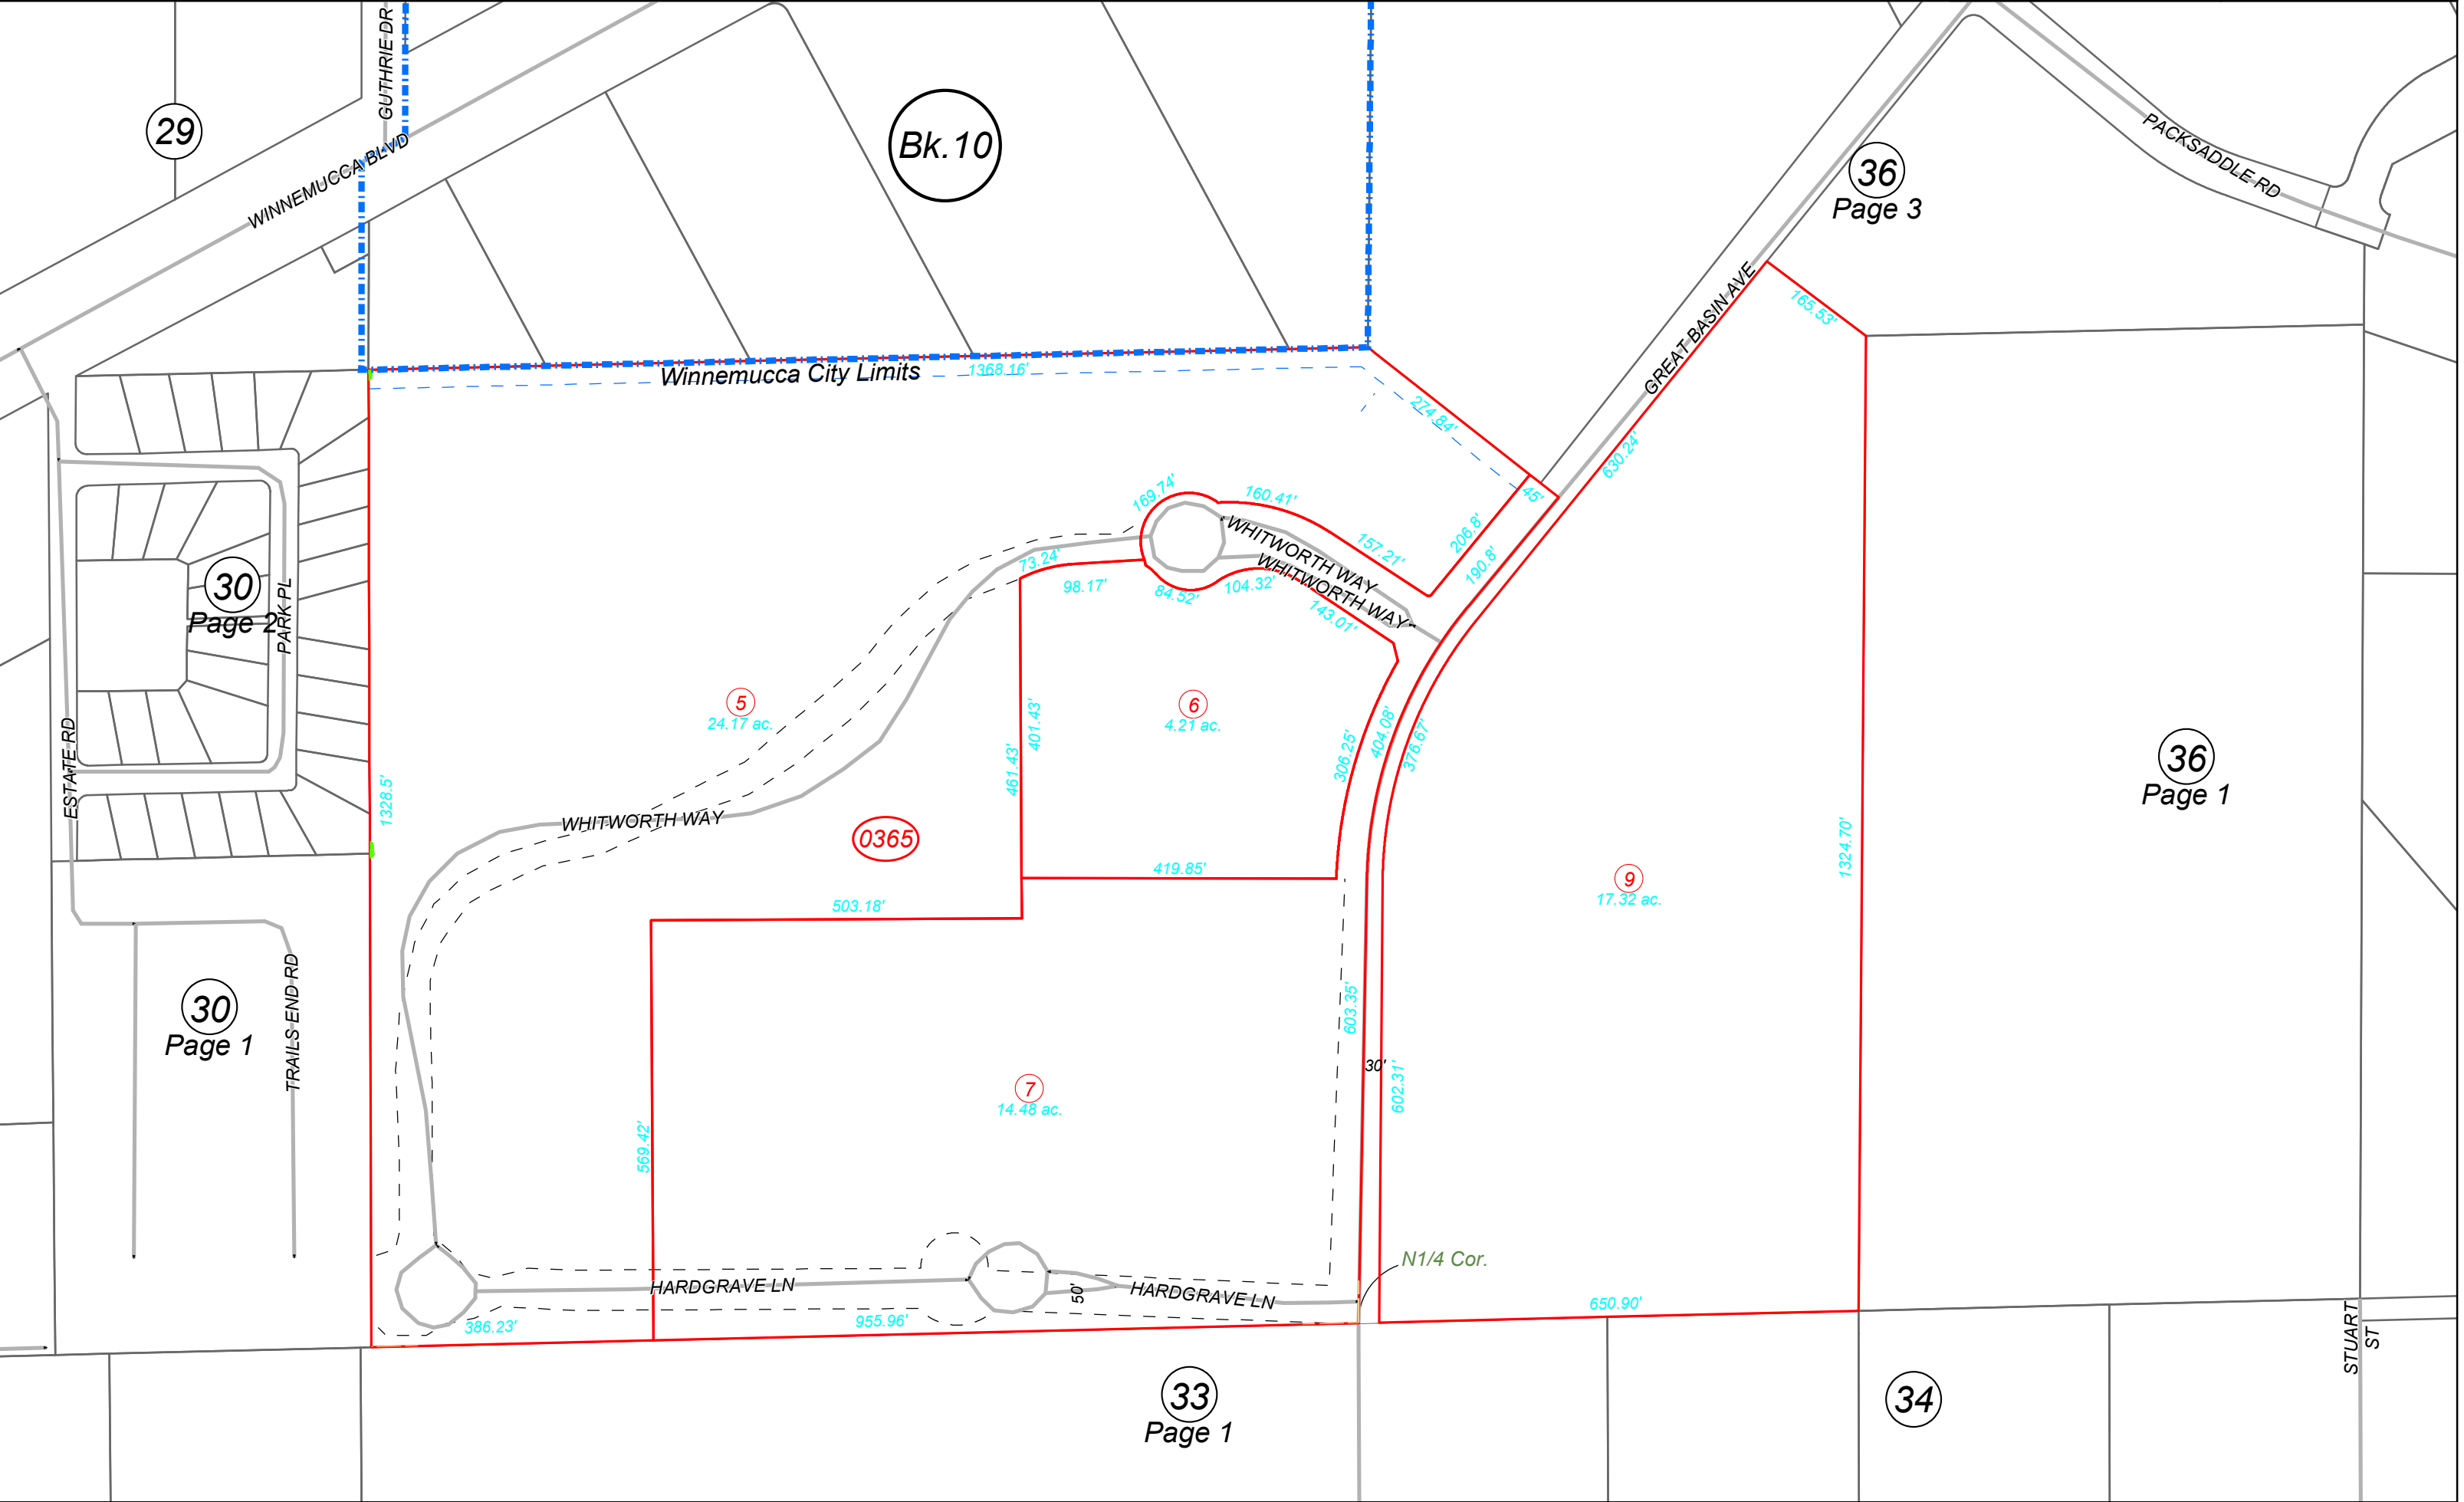 GUTHRIE DR
29
Bk.10
WINNEMUCCA BLVD
PACKSADDLE RD
36
Page 3
GREAT BASIN AVE
165.53'
Winnemucca City Limits
1368.16'
274.84'
630.24'
45'
169.74'
160.41'
206.8'
157.21'
190.8'
WHITWORTH WAY
WHITWORTH WAY
73.24'
98.17'
84.52'
104.32'
143.01'
30
Page 2
PARK PL
5
24.17 ac.
6
4.21 ac.
401.43'
461.43'
306.25'
404.08'
376.67'
36
Page 1
ESTATE RD
1328.5'
WHITWORTH WAY
0365
419.85'
1324.70'
9
17.32 ac.
503.18'
30
Page 1
TRAILS END RD
603.35'
30'
602.31'
7
14.48 ac.
569.42'
N1/4 Cor.
HARDGRAVE LN
50'
HARDGRAVE LN
650.90'
386.23'
955.96'
STUART
ST
33
Page 1
34